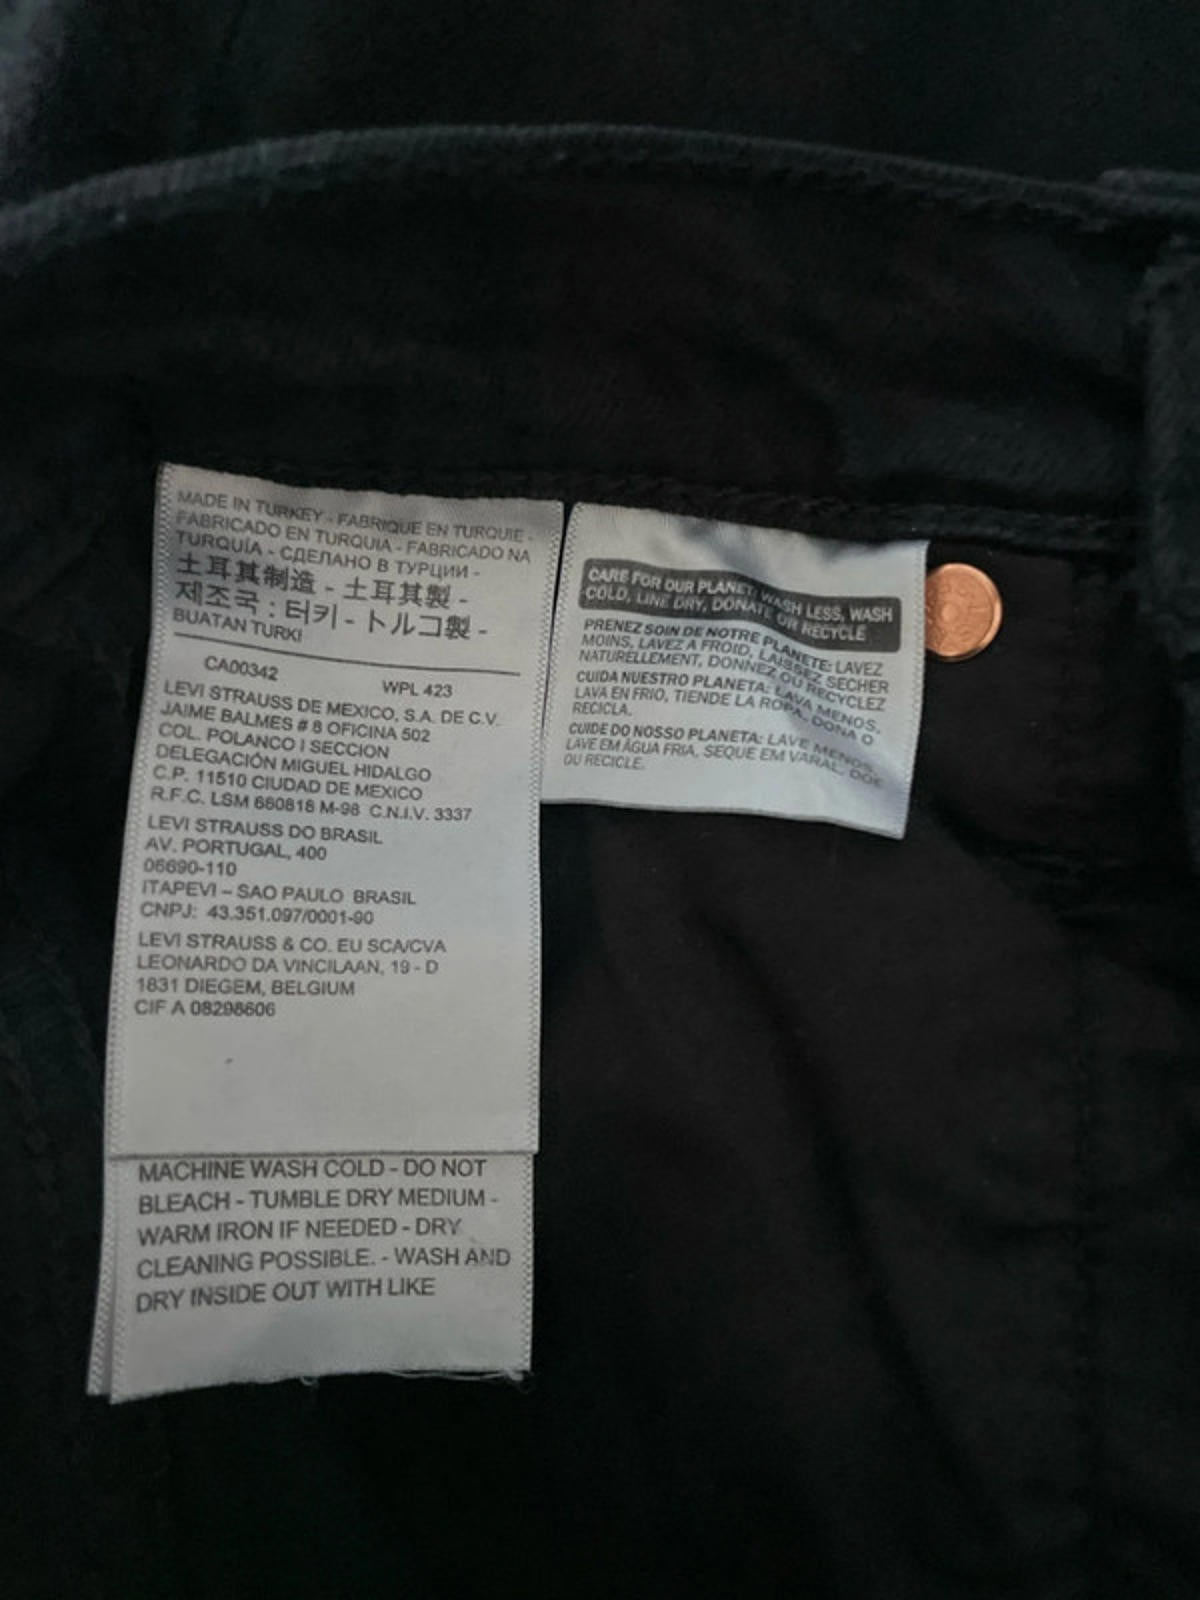 MADE IN TURKEY - FABRIQUE EN TURQUIE -
FABRICADO EN TURQUIA - FABRICADO NA
TURQUIA - СДЕЛАНО В ТУРЦИИ -
土耳其制造 - 土耳其製 -
제조국 : 터키 - トルコ製 -
BUATAN TURKI
CA00342 WPL 423
LEVI STRAUSS DE MEXICO, S.A. DE C.V.
JAIME BALMES # 8 OFICINA 502
COL. POLANCO I SECCION
DELEGACIÓN MIGUEL HIDALGO
C.P. 11510 CIUDAD DE MEXICO
R.F.C. LSM 680818 M-98 C.N.I.V. 3337
LEVI STRAUSS DO BRASIL
AV. PORTUGAL, 400
06690-110
ITAPEVI – SAO PAULO BRASIL
CNPJ: 43.351.097/0001-90
LEVI STRAUSS & CO. EU SCA/CVA
LEONARDO DA VINCILAAN, 19 - D
1831 DIEGEM, BELGIUM
CIF A 08298606
MACHINE WASH COLD - DO NOT
BLEACH - TUMBLE DRY MEDIUM -
WARM IRON IF NEEDED - DRY
CLEANING POSSIBLE. - WASH AND
DRY INSIDE OUT WITH LIKE
CARE FOR OUR PLANET: WASH LESS, WASH
COLD, LINE DRY, DONATE OR RECYCLE
PRENEZ SOIN DE NOTRE PLANETE: LAVEZ
MOINS, LAVEZ A FROID, LAISSEZ SECHER
NATURELLEMENT, DONNEZ OU RECYCLEZ
CUIDA NUESTRO PLANETA: LAVA MENOS,
LAVA EN FRIO, TIENDE LA ROPA, DONA O
RECICLA.
CUIDE DO NOSSO PLANETA: LAVE MENOS,
LAVE EM ÁGUA FRIA, SEQUE EM VARAL, DOE
OU RECICLE.